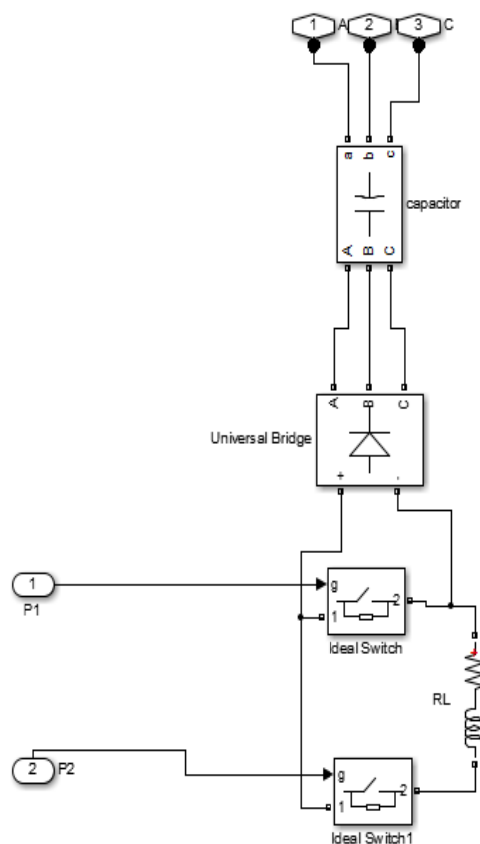 1 A 2 3 C
a b c
capacitor
A B C
A B C
Universal Bridge
+ -
1 g 2
P1 1
Ideal Switch
RL
2 P2 g 2
1
Ideal Switch1